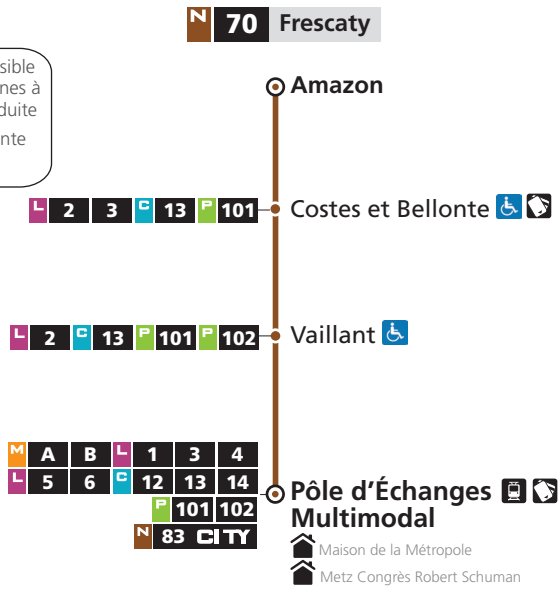 N 70 Frescaty
Amazon
L 2 3 C 13 P 101
Costes et Bellonte
L 2 C 13 P 101 P 102
Vaillant
M A B L 1 3 4
L 5 6 C 12 13 14
P 101 102
N 83 CITY
Pôle d'Échanges
Multimodal
Maison de la Métropole
Metz Congrès Robert Schuman